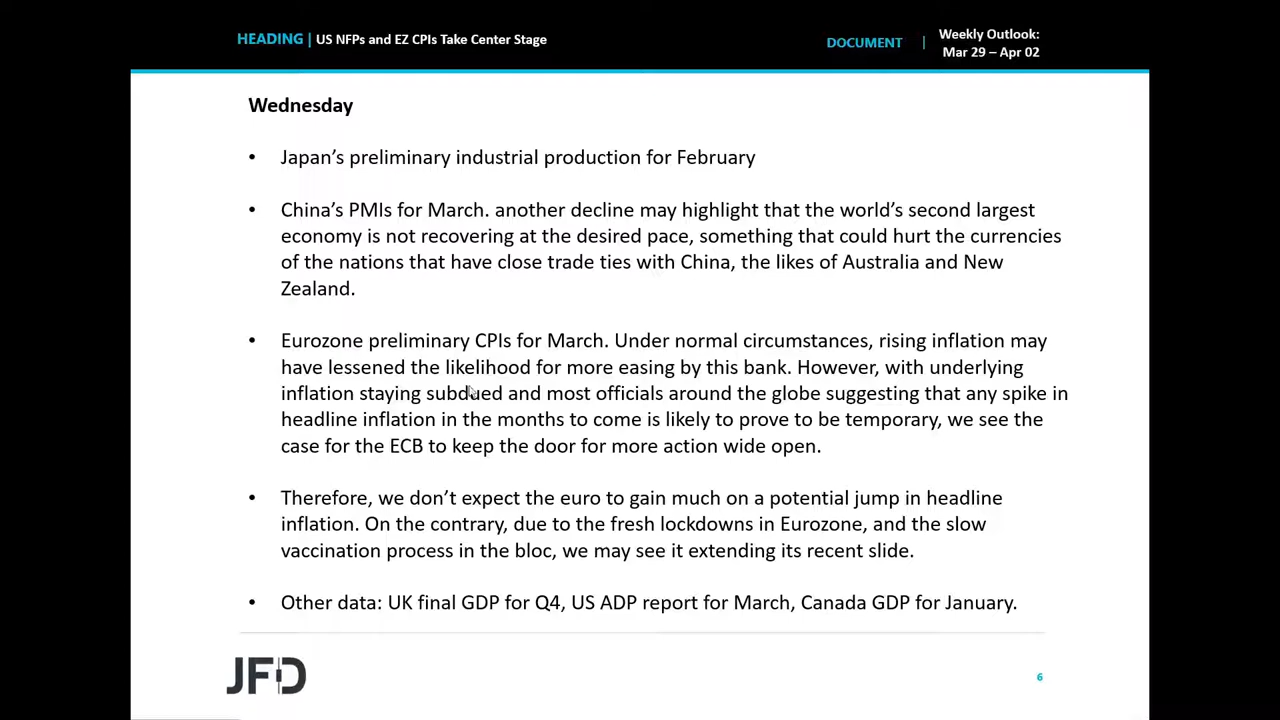 HEADING | US NFPs and EZ CPIs Take Center Stage
DOCUMENT | Weekly Outlook:
Mar 29 – Apr 02
Wednesday
• Japan’s preliminary industrial production for February
• China’s PMIs for March. another decline may highlight that the world’s second largest
economy is not recovering at the desired pace, something that could hurt the currencies
of the nations that have close trade ties with China, the likes of Australia and New
Zealand.
• Eurozone preliminary CPIs for March. Under normal circumstances, rising inflation may
have lessened the likelihood for more easing by this bank. However, with underlying
inflation staying subdued and most officials around the globe suggesting that any spike in
headline inflation in the months to come is likely to prove to be temporary, we see the
case for the ECB to keep the door for more action wide open.
• Therefore, we don’t expect the euro to gain much on a potential jump in headline
inflation. On the contrary, due to the fresh lockdowns in Eurozone, and the slow
vaccination process in the bloc, we may see it extending its recent slide.
• Other data: UK final GDP for Q4, US ADP report for March, Canada GDP for January.
JFD
6